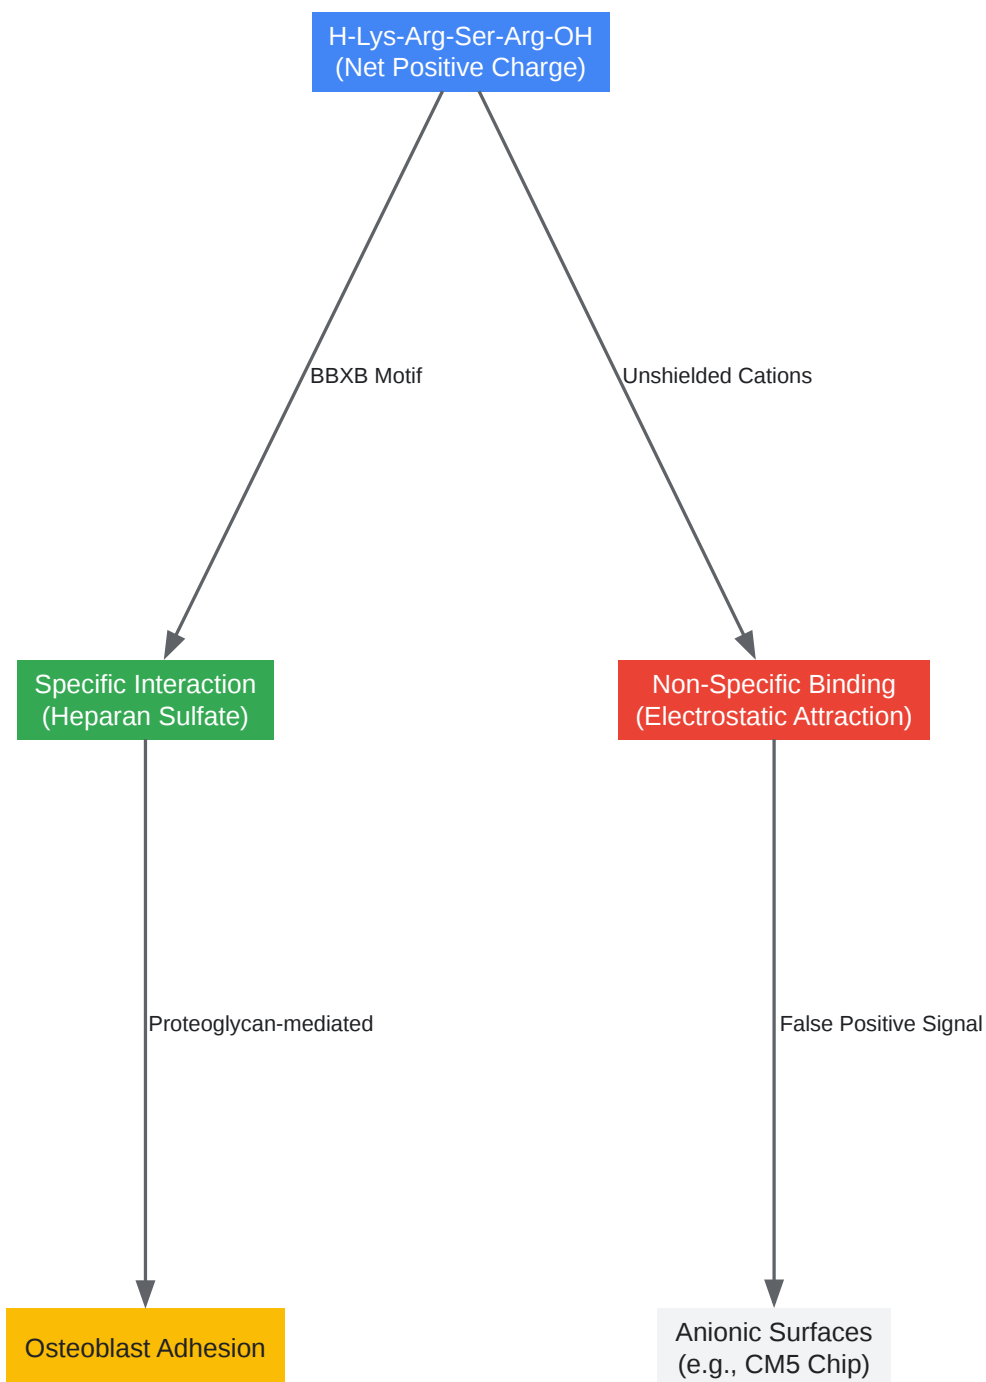 H-Lys-Arg-Ser-Arg-OH
(Net Positive Charge)
BBXB Motif
Unshielded Cations
Specific Interaction
(Heparan Sulfate)
Non-Specific Binding
(Electrostatic Attraction)
Proteoglycan-mediated
False Positive Signal
Osteoblast Adhesion
Anionic Surfaces
(e.g., CM5 Chip)